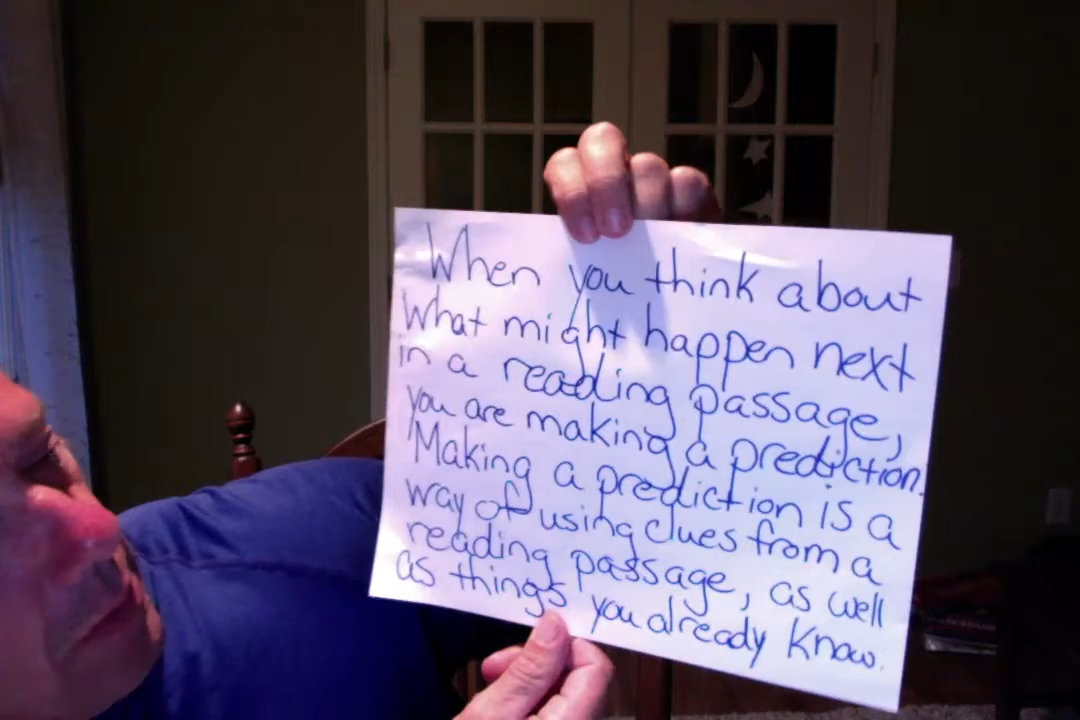 When you think about
What might happen next
in a reading passage,
you are making a prediction.
Making a prediction is a
way of using clues from a
reading passage, as well
as things you already know.